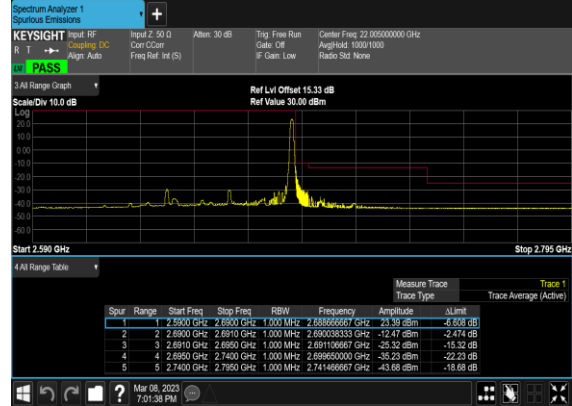 Spectrum Analyzer 1
Spurious Emissions
KEYSIGHT Input: RF Input Z: 50 Ω Atten: 30 dB Trig: Free Run Center Freq: 22.005000000 GHz
R T Coupling: DC Corr CCorr Gate: Off Avg|Hold: 1000/1000
Align: Auto Freq Ref: Int (S) IF Gain: Low Radio Std: None
PASS
3 All Range Graph
Ref Lvl Offset 15.33 dB
Scale/Div 10.0 dB Ref Value 30.00 dBm
Log
20.0
10.0
0.00
-10.0
-20.0
-30.0
-40.0
-50.0
-60.0
Start 2.590 GHz Stop 2.795 GHz
4 All Range Table
Measure Trace Trace 1
Trace Type Trace Average (Active)
Spur Range Start Freq Stop Freq RBW Frequency Amplitude ΔLimit
1 1 2.5900 GHz 2.6900 GHz 1.000 MHz 2.688666667 GHz 23.39 dBm -6.608 dB
2 2 2.6900 GHz 2.6910 GHz 1.000 MHz 2.690038333 GHz -12.47 dBm -2.474 dB
3 3 2.6910 GHz 2.6950 GHz 1.000 MHz 2.691106667 GHz -25.32 dBm -15.32 dB
4 4 2.6950 GHz 2.7400 GHz 1.000 MHz 2.699650000 GHz -35.23 dBm -22.23 dB
5 5 2.7400 GHz 2.7950 GHz 1.000 MHz 2.741466667 GHz -43.68 dBm -18.68 dB
Mar 08, 2023
7:01:38 PM